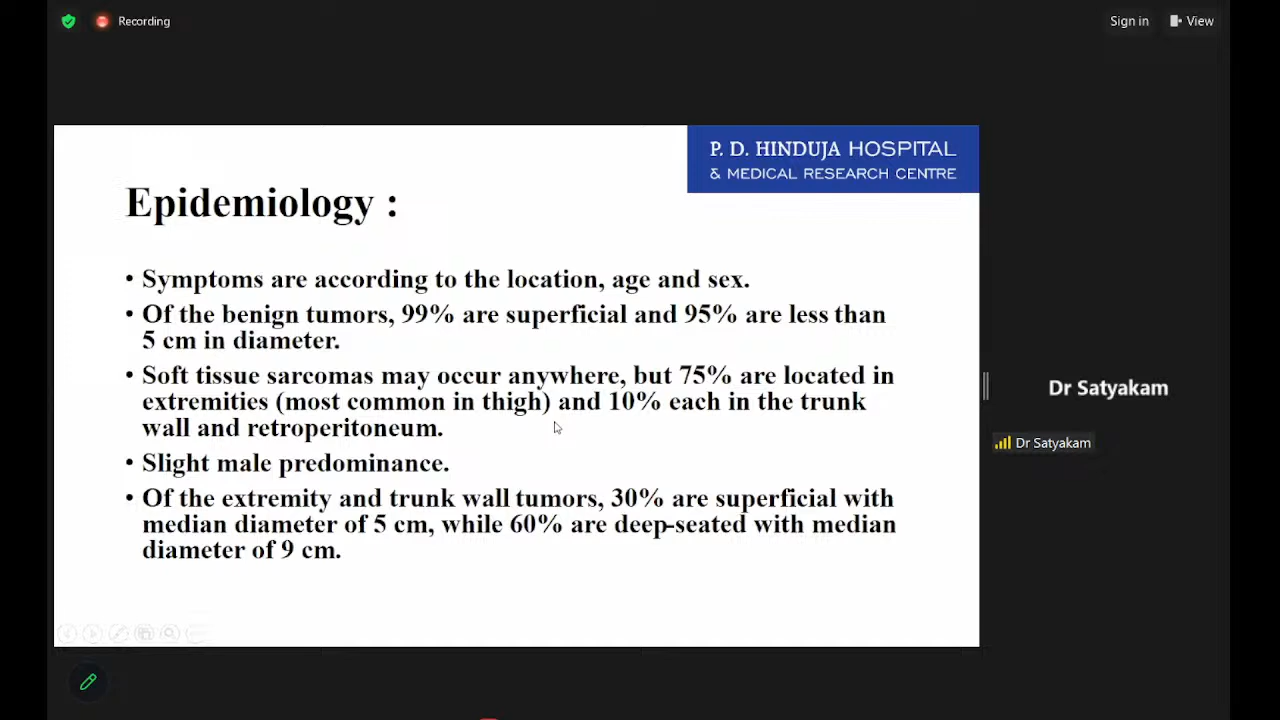 Recording
Sign in
View
P. D. HINDUJA HOSPITAL
& MEDICAL RESEARCH CENTRE
Epidemiology :
• Symptoms are according to the location, age and sex.
• Of the benign tumors, 99% are superficial and 95% are less than
5 cm in diameter.
• Soft tissue sarcomas may occur anywhere, but 75% are located in
extremities (most common in thigh) and 10% each in the trunk
wall and retroperitoneum.
• Slight male predominance.
• Of the extremity and trunk wall tumors, 30% are superficial with
median diameter of 5 cm, while 60% are deep-seated with median
diameter of 9 cm.
Dr Satyakam
Dr Satyakam